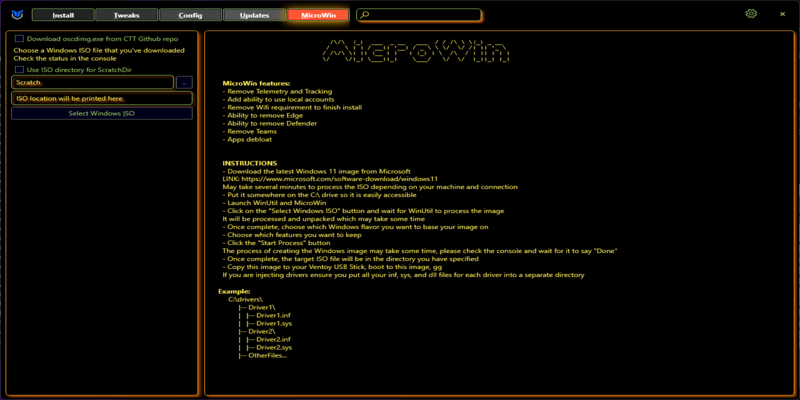 Install
Tweaks
Config
Updates
MicroWin
Download oscdimg.exe from CTT Github repo
Choose a Windows ISO file that you've downloaded
Check the status in the console
Use ISO directory for ScratchDir
Scratch
ISO location will be printed here.
Select Windows ISO
MicroWin
MicroWin features:
- Remove Telemetry and Tracking
- Add ability to use local accounts
- Remove Wifi requirement to finish install
- Ability to remove Edge
- Ability to remove Defender
- Remove Teams
- Apps debloat
INSTRUCTIONS
- Download the latest Windows 11 image from Microsoft
LINK: https://www.microsoft.com/software-download/windows11
May take several minutes to process the ISO depending on your machine and connection
- Put it somewhere on the C:\ drive so it is easily accessible
- Launch WinUtil and MicroWin
- Click on the "Select Windows ISO" button and wait for WinUtil to process the image
It will be processed and unpacked which may take some time
- Once complete, choose which Windows flavor you want to base your image on
- Choose which features you want to keep
- Click the "Start Process" button
The process of creating the Windows image may take some time, please check the console and wait for it to say "Done"
- Once complete, the target ISO file will be in the directory you have specified
- Copy this image to your Ventoy USB Stick, boot to this image, gg
If you are injecting drivers ensure you put all your inf, sys, and dll files for each driver into a separate directory
Example:
C:\drivers\
|-- Driver1\
| |-- Driver1.inf
| |-- Driver1.sys
|-- Driver2\
| |-- Driver2.inf
| |-- Driver2.sys
|-- OtherFiles...